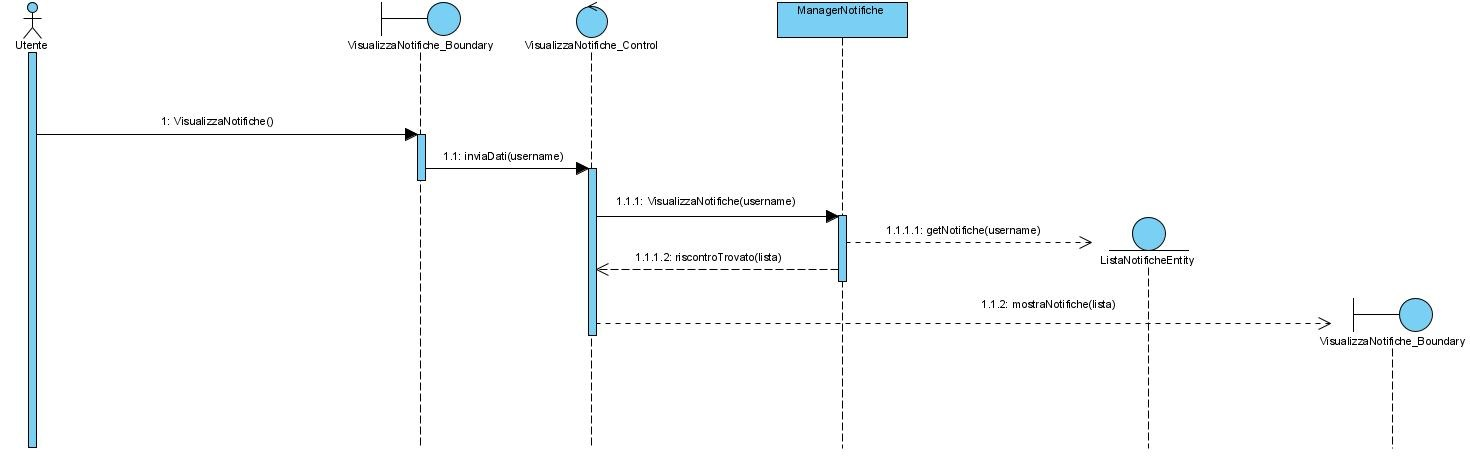 ManagerNotifiche
Utente
VisualizzaNotifiche_Boundary
VisualizzaNotifiche_Control
1: VisualizzaNotifiche()
1.1: inviaDati(username)
1.1.1: VisualizzaNotifiche(username)
1.1.1.1: getNotifiche(username)
1.1.1.2: riscontroTrovato(lista)
ListaNotificheEntity
1.1.2: mostraNotifiche(lista)
VisualizzaNotifiche_Boundary